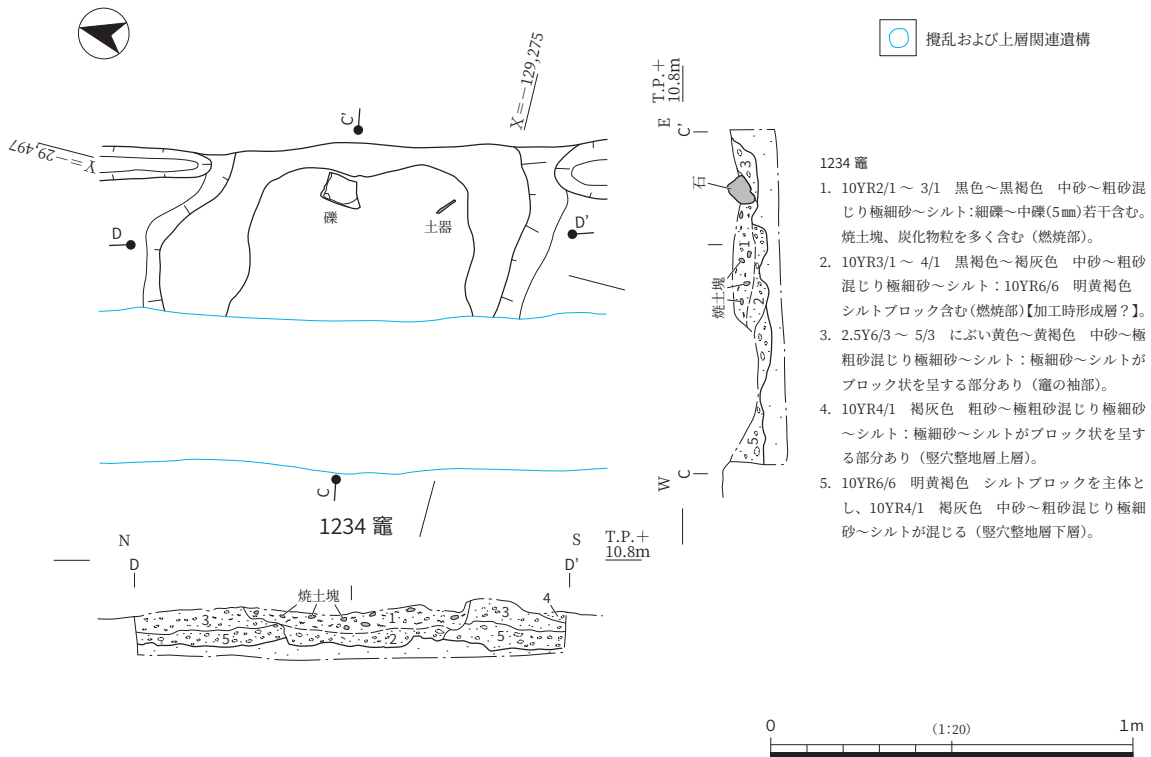 攪乱および上層関連遺構
X＝－129,275
Y＝－29,497
C'
D
D'
礫
土器
C
1234 竈
T.P.＋
10.8m
E
C'
石
3
1
焼土塊
2
5
W
C
N
S
T.P.＋
10.8m
D
D'
焼土塊
4
3
1
3
5
2
5
1234 竈
1. 10YR2/1～3/1　黒色～黒褐色　中砂～粗砂混
じり極細砂～シルト：細礫～中礫（5㎜）若干含む。
焼土塊、炭化物粒を多く含む（燃焼部）。
2. 10YR3/1～4/1　黒褐色～褐灰色　中砂～粗砂
混じり極細砂～シルト：10YR6/6　明黄褐色
シルトブロック含む（燃焼部）【加工時形成層？】。
3. 2.5Y6/3～5/3　にぶい黄色～黄褐色　中砂～極
粗砂混じり極細砂～シルト：極細砂～シルトが
ブロック状を呈する部分あり（竈の袖部）。
4. 10YR4/1　褐灰色　粗砂～極粗砂混じり極細砂
～シルト：極細砂～シルトがブロック状を呈す
る部分あり（竪穴整地層上層）。
5. 10YR6/6　明黄褐色　シルトブロックを主体と
し、10YR4/1　褐灰色　中砂～粗砂混じり極細
砂～シルトが混じる（竪穴整地層下層）。
0
（1：20）
1m